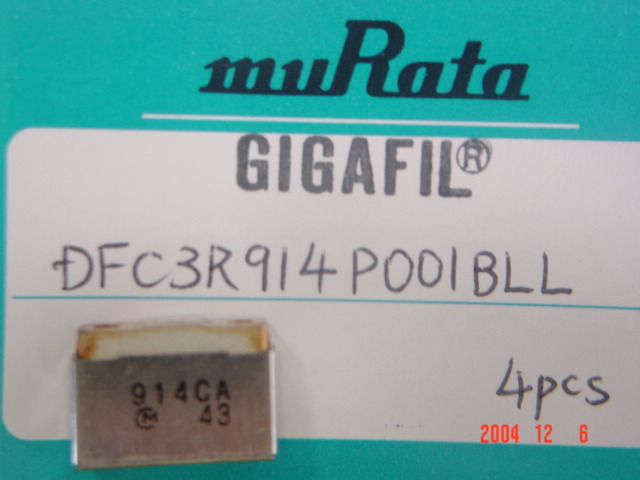 muRata
GIGAFIL®
DFC3R914P001BLL
914CA
43
4pcs
2004 12 6